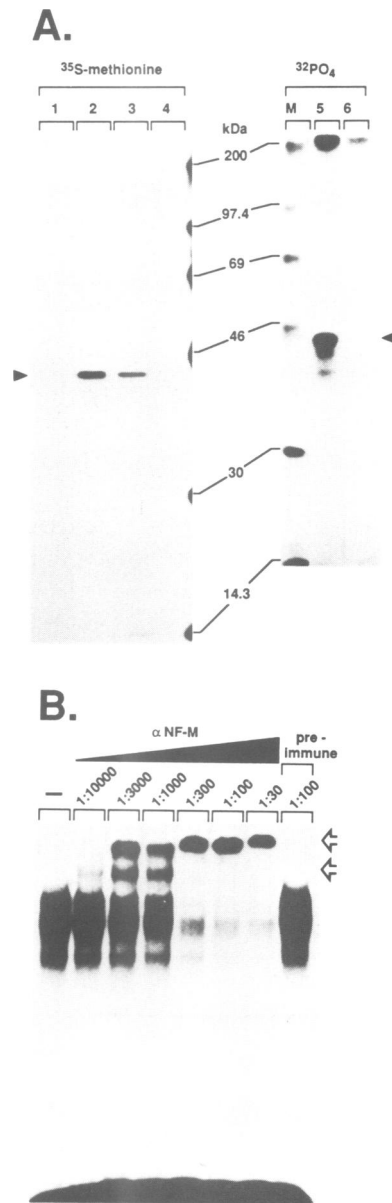 A.
³⁵S-methionine
³²PO₄
1 2 3 4
kDa
M 5 6
200
97.4
69
46
30
14.3
B.
α NF-M
pre-
immune
– 1:10000 1:3000 1:1000 1:300 1:100 1:30 1:100